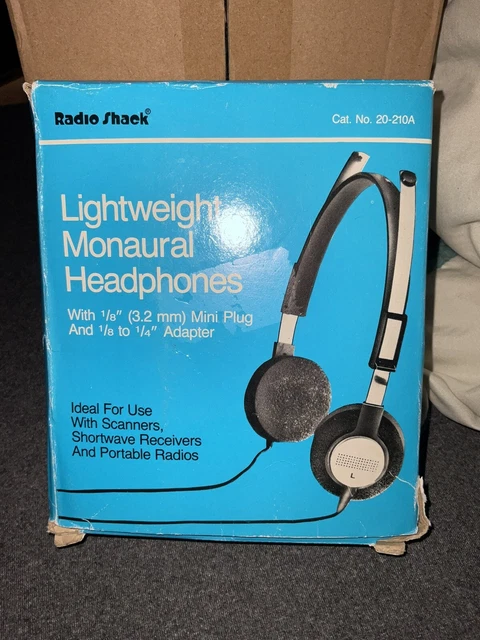 Radio Shack®
Cat. No. 20-210A
Lightweight
Monaural
Headphones
With 1/8" (3.2 mm) Mini Plug
And 1/8 to 1/4" Adapter
Ideal For Use
With Scanners,
Shortwave Receivers
And Portable Radios
L